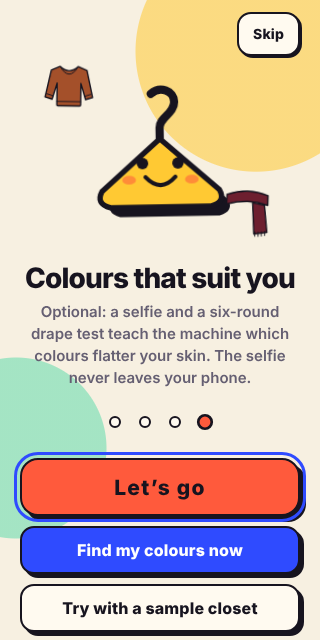 Skip
Colours that suit you
Optional: a selfie and a six-round
drape test teach the machine which
colours flatter your skin. The selfie
never leaves your phone.
Let's go
Find my colours now
Try with a sample closet